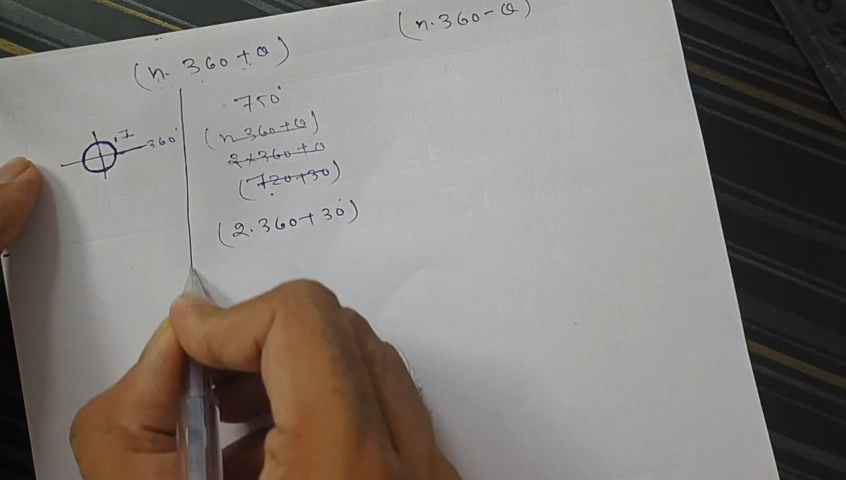 (n. 360 + θ)
(n. 360 - θ)
750°
(n 360 + θ)
2 × 360 + θ
(720 + 30)
(2. 360 + 30°)
360°